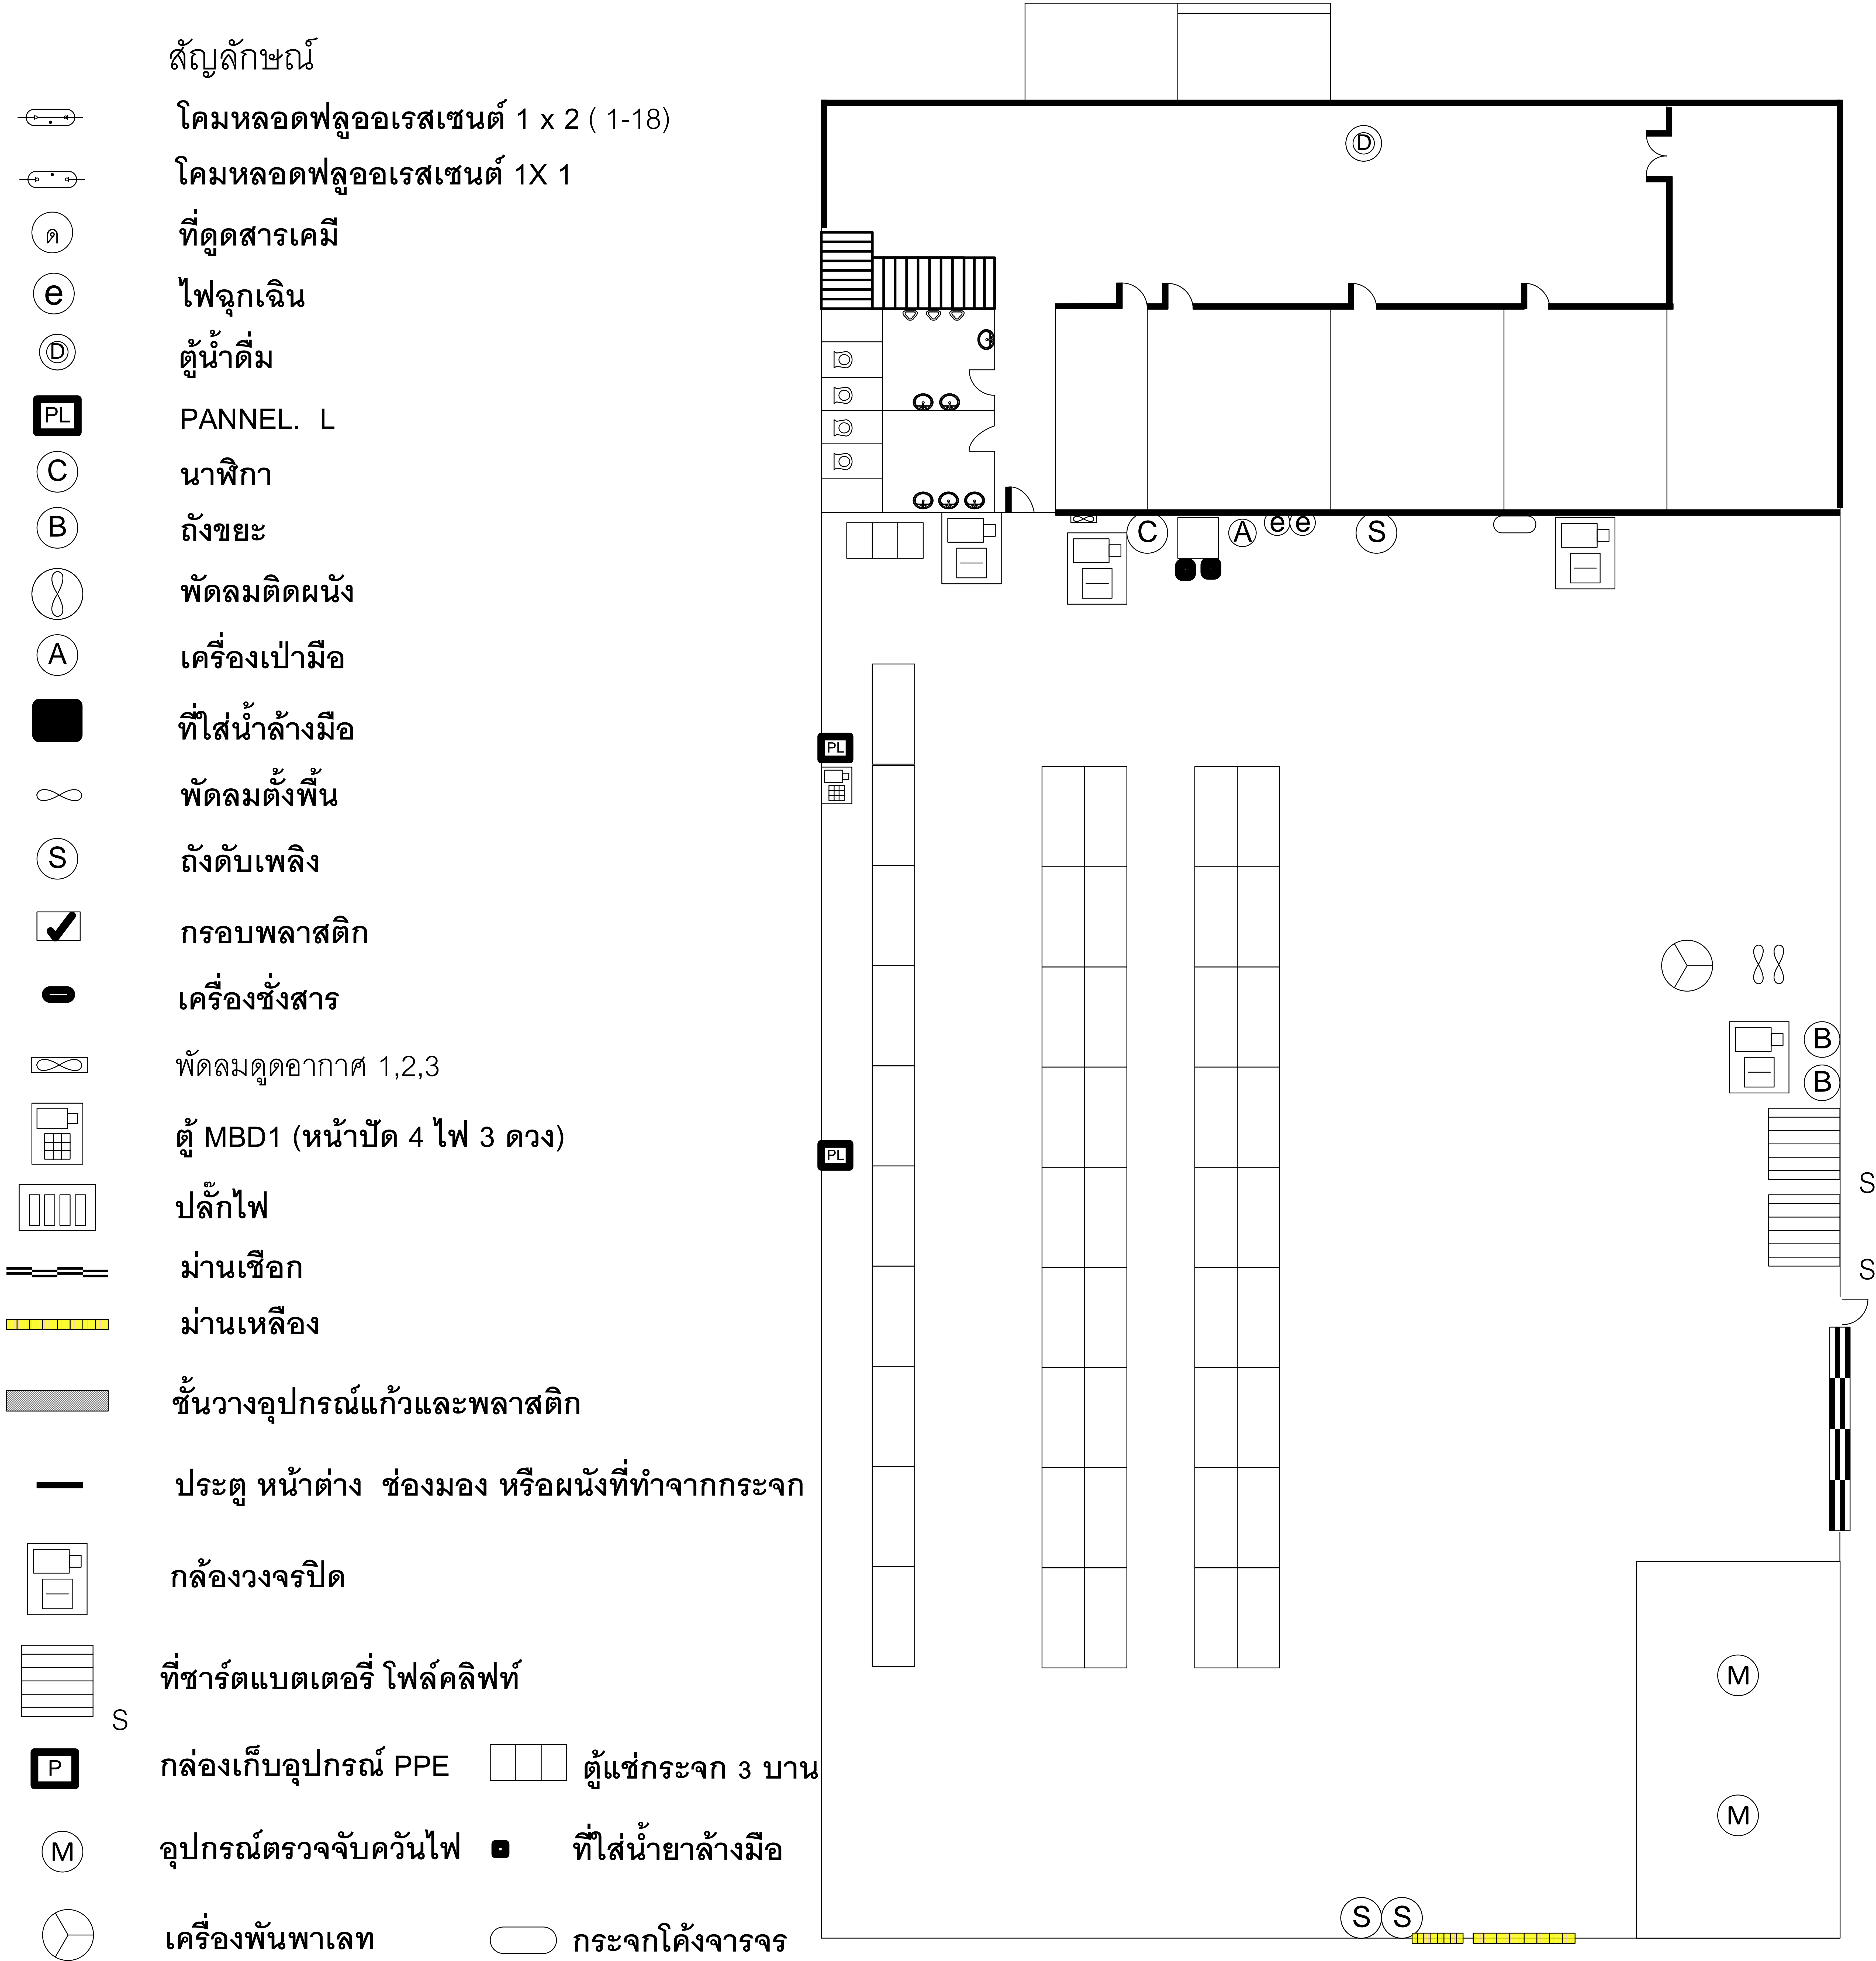 สัญลักษณ์
โคมหลอดฟลูออเรสเซนต์ 1 x 2 ( 1-18)
โคมหลอดฟลูออเรสเซนต์ 1X 1
ด ที่ดูดสารเคมี
e ไฟฉุกเฉิน
D ตู้น้ำดื่ม
PL PANNEL. L
C นาฬิกา
B ถังขยะ
พัดลมติดผนัง
A เครื่องเป่ามือ
ที่ใส่น้ำล้างมือ
พัดลมตั้งพื้น
S ถังดับเพลิง
กรอบพลาสติก
เครื่องชั่งสาร
พัดลมดูดอากาศ 1,2,3
ตู้ MBD1 (หน้าปัด 4 ไฟ 3 ดวง)
ปลั๊กไฟ
ม่านเชือก
ม่านเหลือง
ชั้นวางอุปกรณ์แก้วและพลาสติก
ประตู หน้าต่าง ช่องมอง หรือผนังที่ทำจากกระจก
กล้องวงจรปิด
ที่ชาร์ตแบตเตอรี่ โฟล์คลิฟท์
S
P กล่องเก็บอุปกรณ์ PPE ตู้แช่กระจก 3 บาน
M อุปกรณ์ตรวจจับควันไฟ ที่ใส่น้ำยาล้างมือ
เครื่องพันพาเลท กระจกโค้งจารจร
D
C A e e S
PL
B
B
PL
S
S
M
M
S S